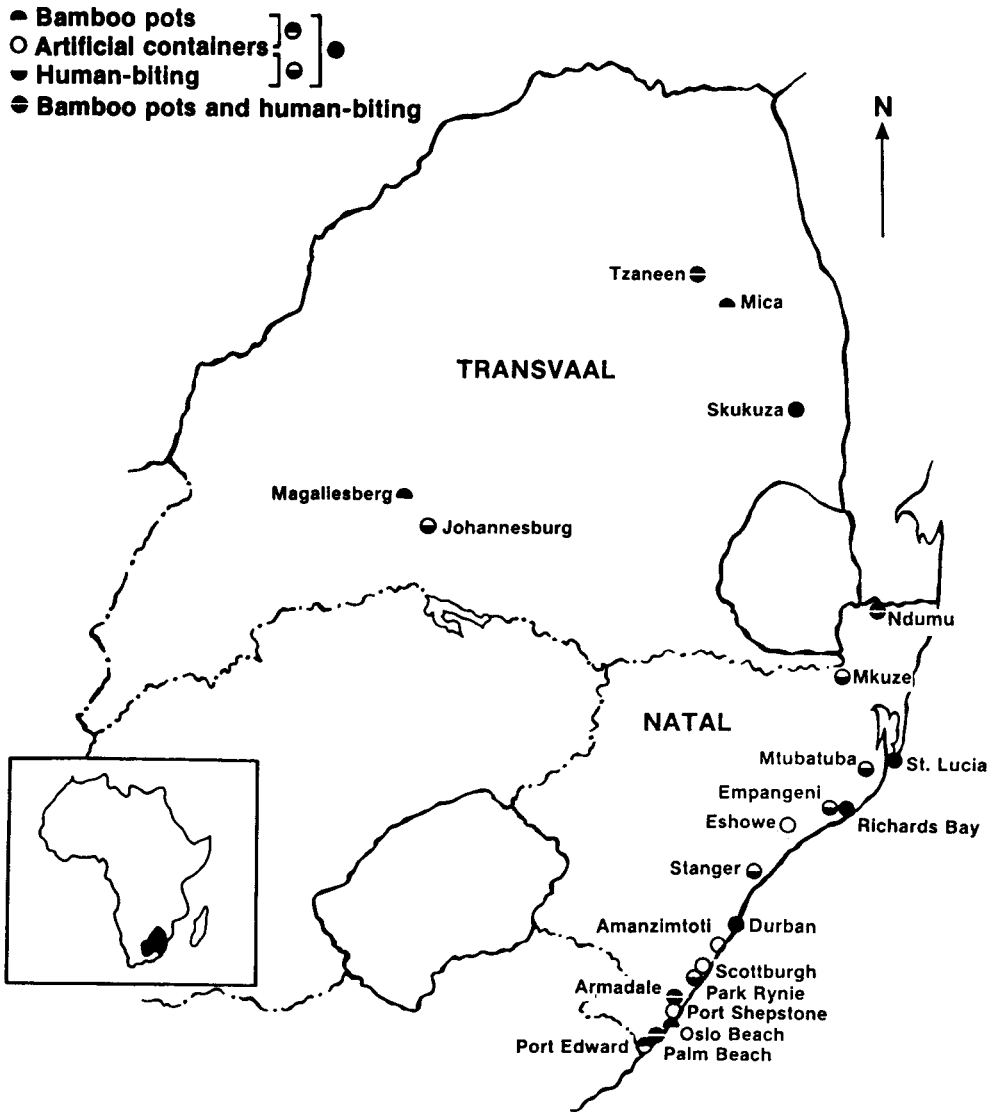 Bamboo pots
Artificial containers
Human-biting
Bamboo pots and human-biting
N
Tzaneen
Mica
TRANSVAAL
Skukuza
Magaliesberg
Johannesburg
Ndumu
Mkuze
NATAL
Mtubatuba
St. Lucia
Empangeni
Richards Bay
Eshowe
Stanger
Amanzimtoti
Durban
Scottburgh
Armadale
Park Rynie
Port Shepstone
Oslo Beach
Port Edward
Palm Beach